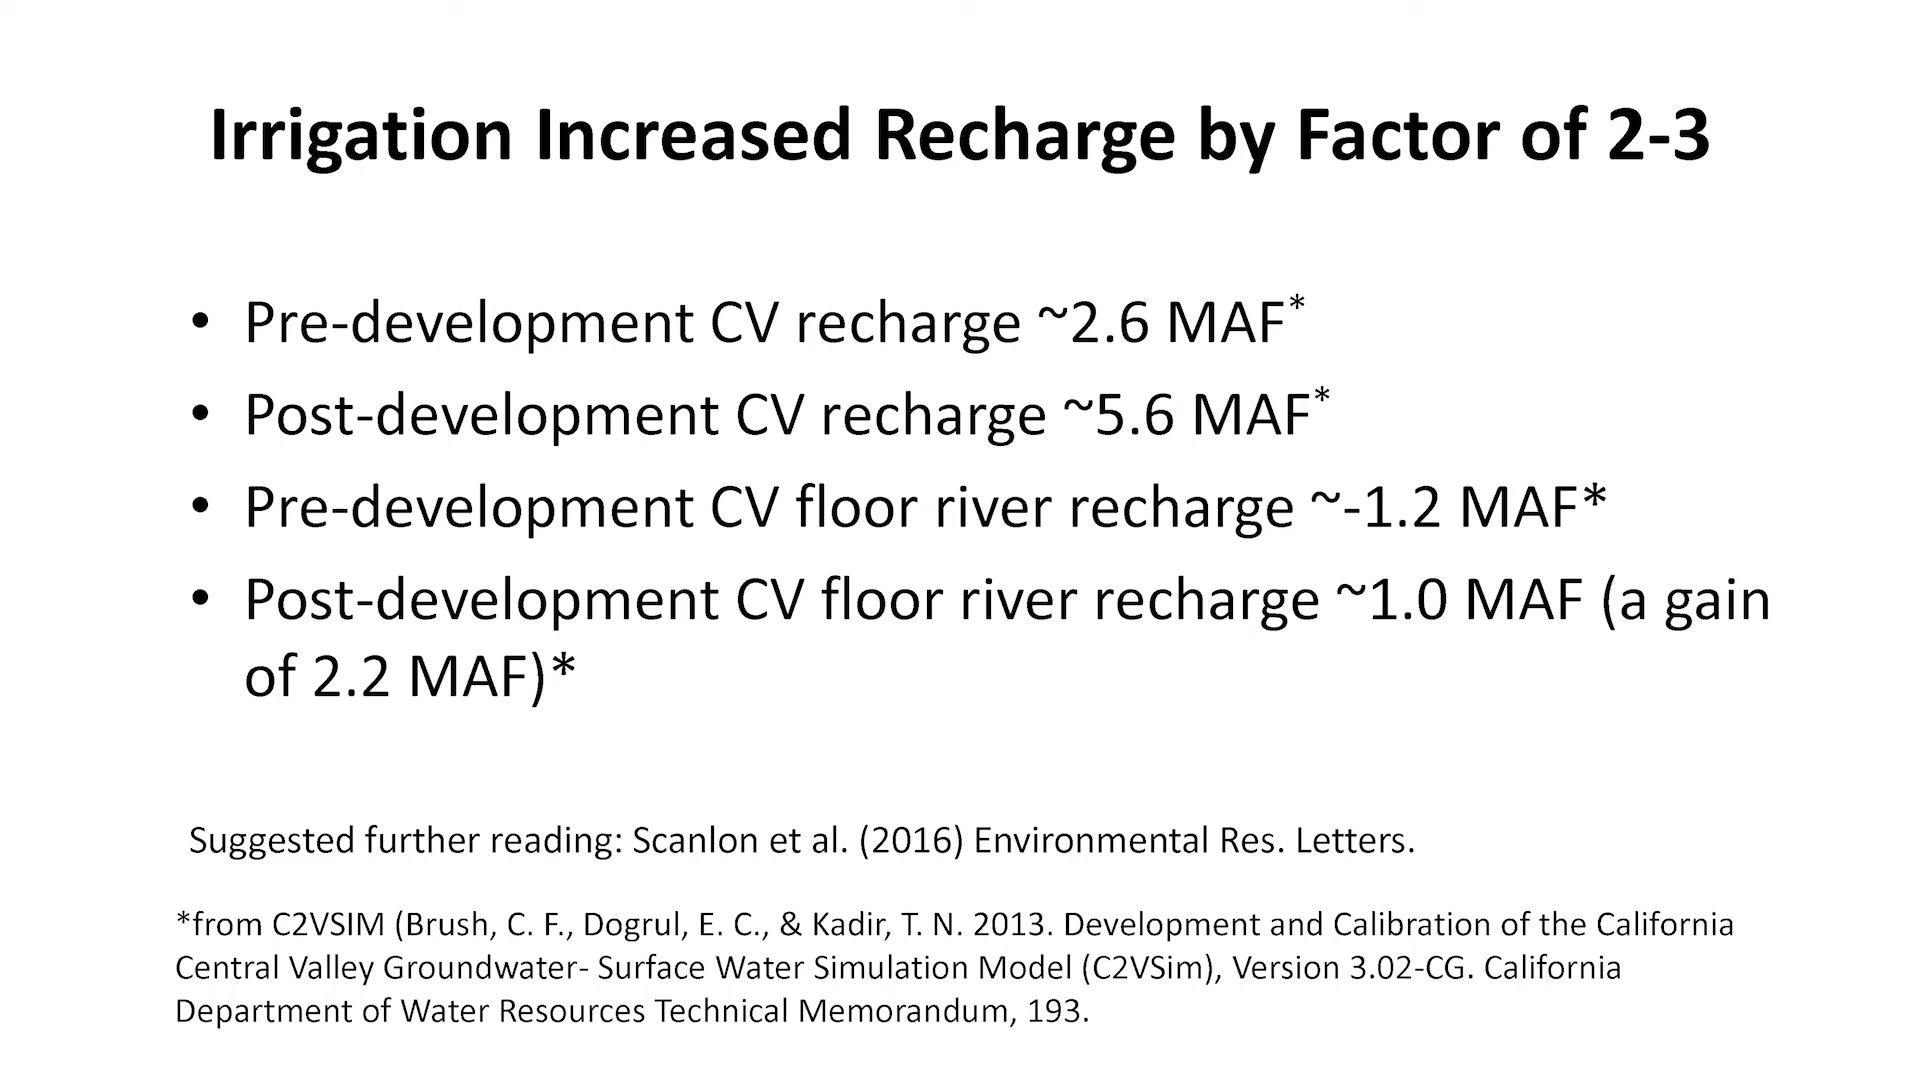 Irrigation Increased Recharge by Factor of 2-3
• Pre-development CV recharge ~2.6 MAF*
• Post-development CV recharge ~5.6 MAF*
• Pre-development CV floor river recharge ~-1.2 MAF*
• Post-development CV floor river recharge ~1.0 MAF (a gain
of 2.2 MAF)*
Suggested further reading: Scanlon et al. (2016) Environmental Res. Letters.
*from C2VSIM (Brush, C. F., Dogrul, E. C., & Kadir, T. N. 2013. Development and Calibration of the California
Central Valley Groundwater- Surface Water Simulation Model (C2VSim), Version 3.02-CG. California
Department of Water Resources Technical Memorandum, 193.